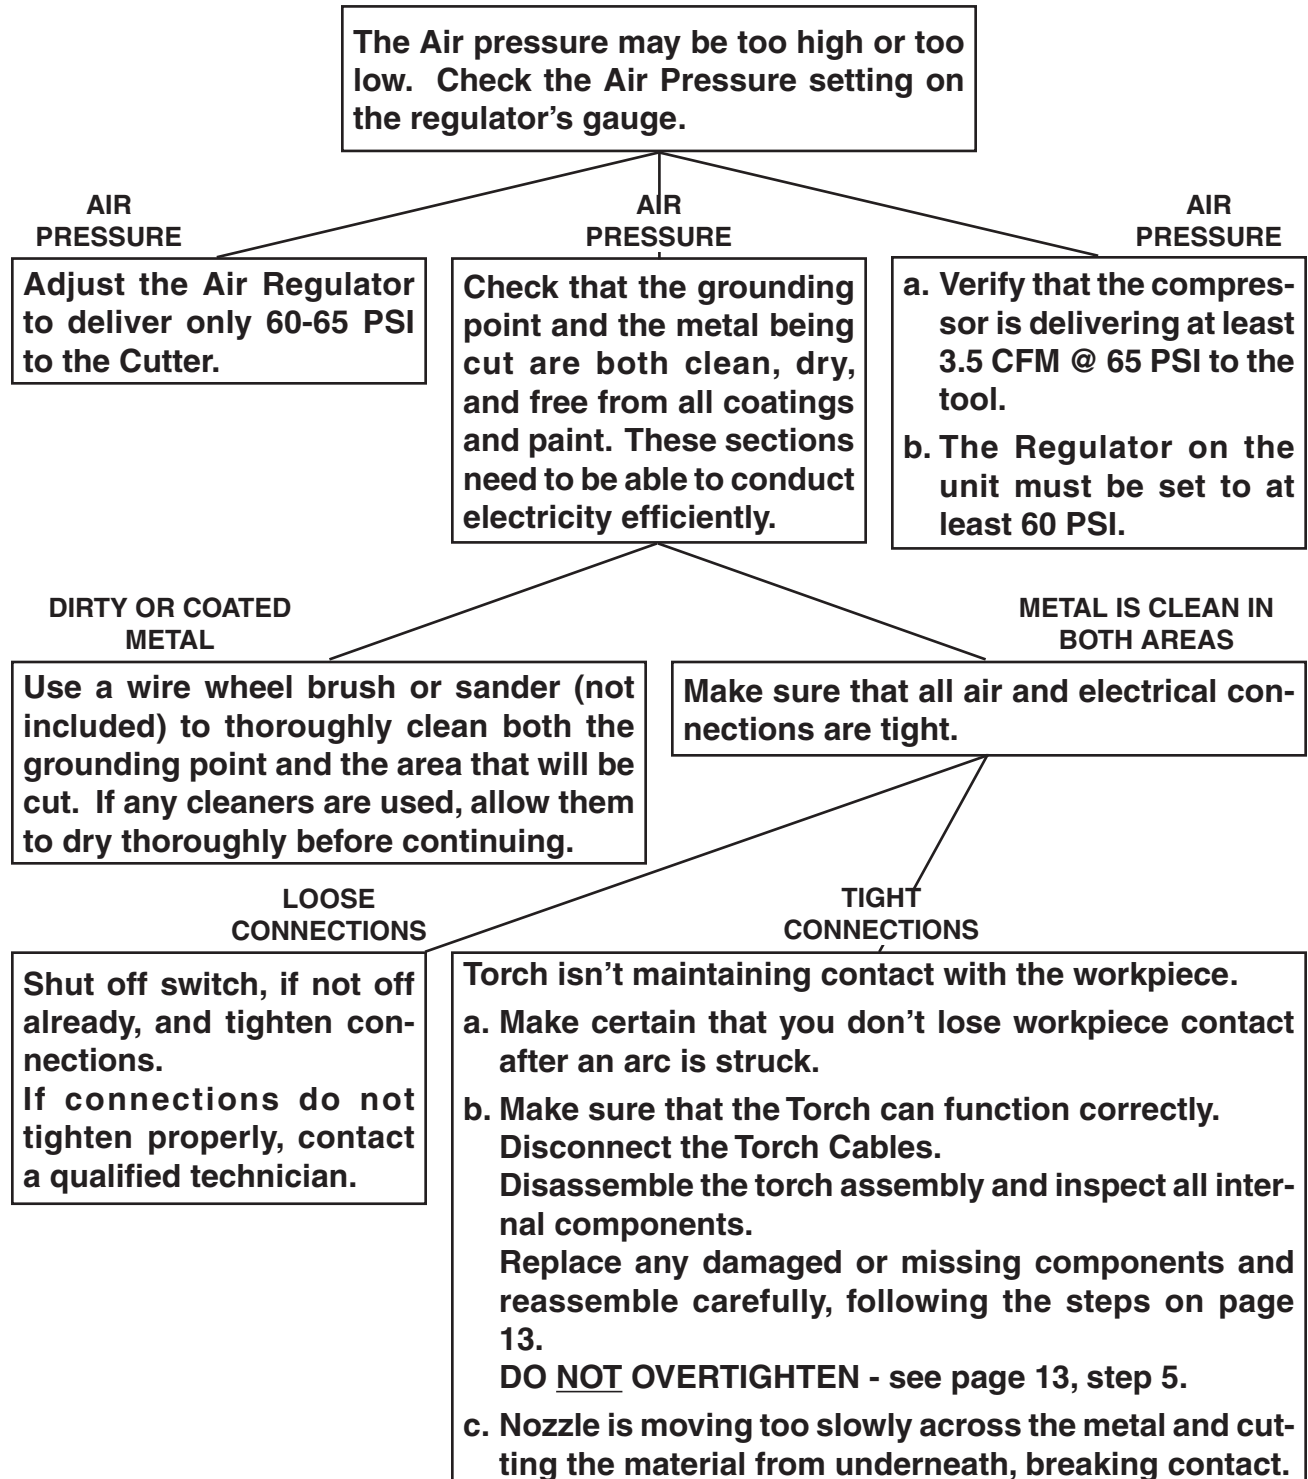 The Air pressure may be too high or too
low.  Check the Air Pressure setting on
the regulator’s gauge.
AIR
PRESSURE
Adjust the Air Regulator
to deliver only 60-65 PSI
to the Cutter.
AIR
PRESSURE
Check that the grounding
point and the metal being
cut are both clean, dry,
and free from all coatings
and paint.  These sections
need to be able to conduct
electricity efficiently.
AIR
PRESSURE
a. Verify that the compres-
sor is delivering at least
3.5 CFM @ 65 PSI to the
tool.
b. The Regulator on the
unit must be set to at
least 60 PSI.
DIRTY OR COATED
METAL
Use a wire wheel brush or sander (not
included) to thoroughly clean both the
grounding point and the area that will be
cut.  If any cleaners are used, allow them
to dry thoroughly before continuing.
METAL IS CLEAN IN
BOTH AREAS
Make sure that all air and electrical con-
nections are tight.
LOOSE
CONNECTIONS
Shut off switch, if not off
already, and tighten con-
nections.
If connections do not
tighten properly, contact
a qualified technician.
TIGHT
CONNECTIONS
Torch isn’t maintaining contact with the workpiece.
a. Make certain that you don’t lose workpiece contact
after an arc is struck.
b. Make sure that the Torch can function correctly.
Disconnect the Torch Cables.
Disassemble the torch assembly and inspect all inter-
nal components.
Replace any damaged or missing components and
reassemble carefully, following the steps on page
13.
DO NOT OVERTIGHTEN - see page 13, step 5.
c. Nozzle is moving too slowly across the metal and cut-
ting the material from underneath, breaking contact.